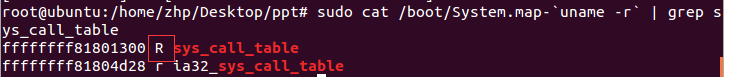 root@ubuntu:/home/zhp/Desktop/ppt# sudo cat /boot/System.map-`uname -r` | grep s
ys_call_table
ffffffff81801300 R sys_call_table
ffffffff81804d28 r ia32_sys_call_table